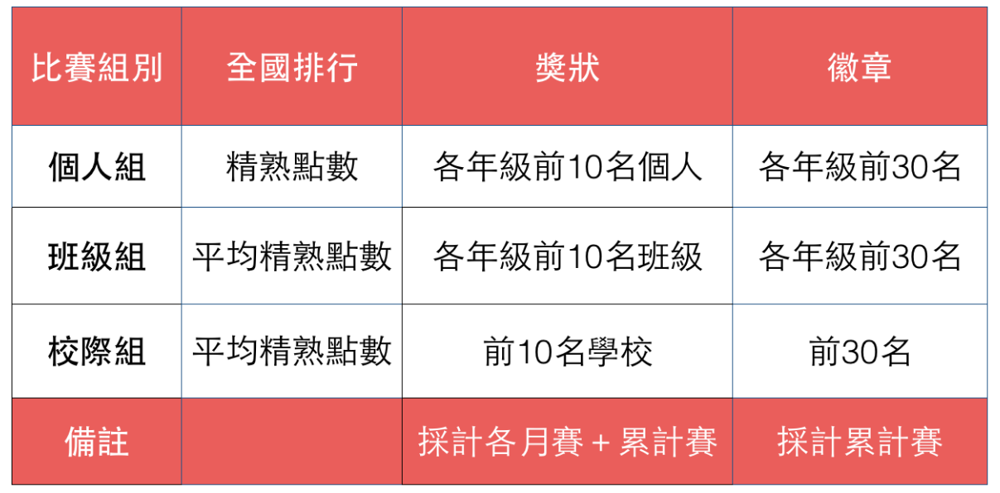 比賽組別 全國排行 獎狀 徽章
個人組 精熟點數 各年級前10名個人 各年級前30名
班級組 平均精熟點數 各年級前10名班級 各年級前30名
校際組 平均精熟點數 前10名學校 前30名
備註 採計各月賽+累計賽 採計累計賽